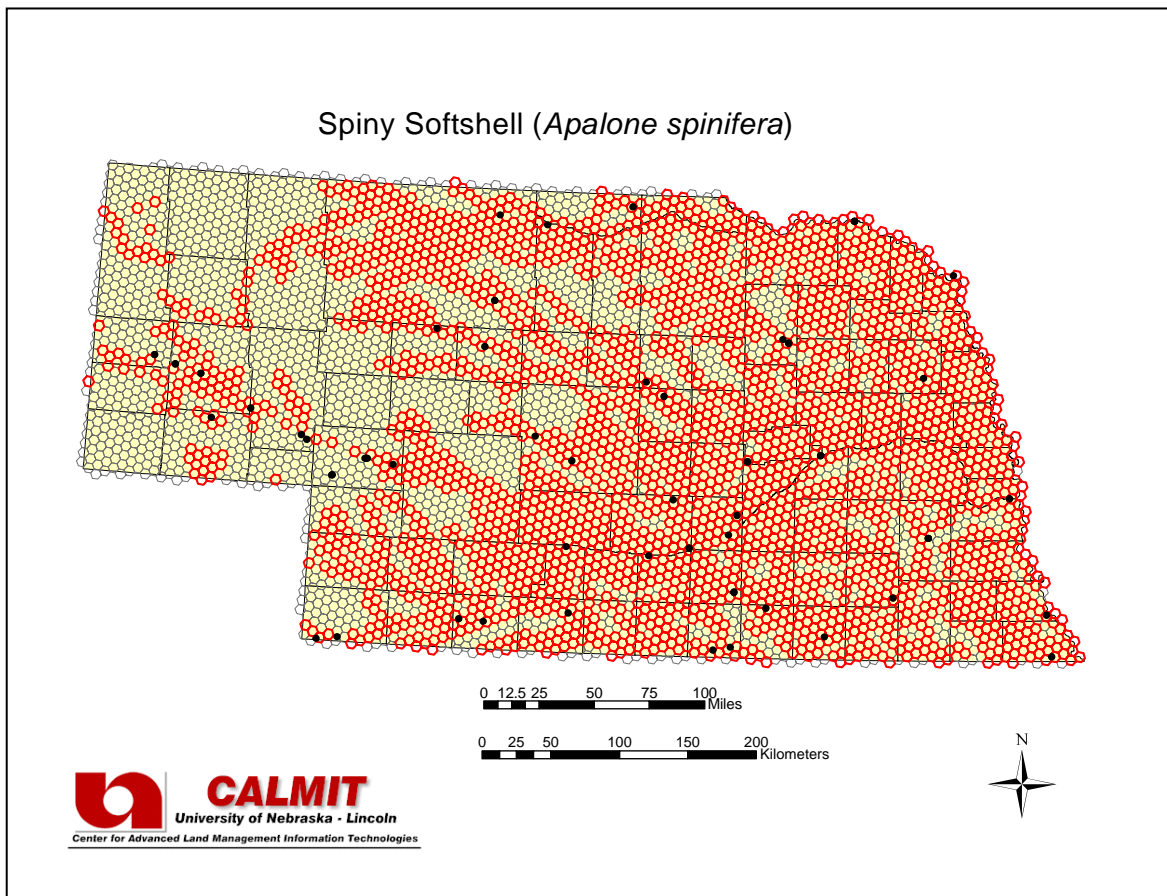 Spiny Softshell (Apalone spinifera)
0 12.5 25 50 75 100
Miles
0 25 50 100 150 200
Kilometers
N
CALMIT
University of Nebraska - Lincoln
Center for Advanced Land Management Information Technologies